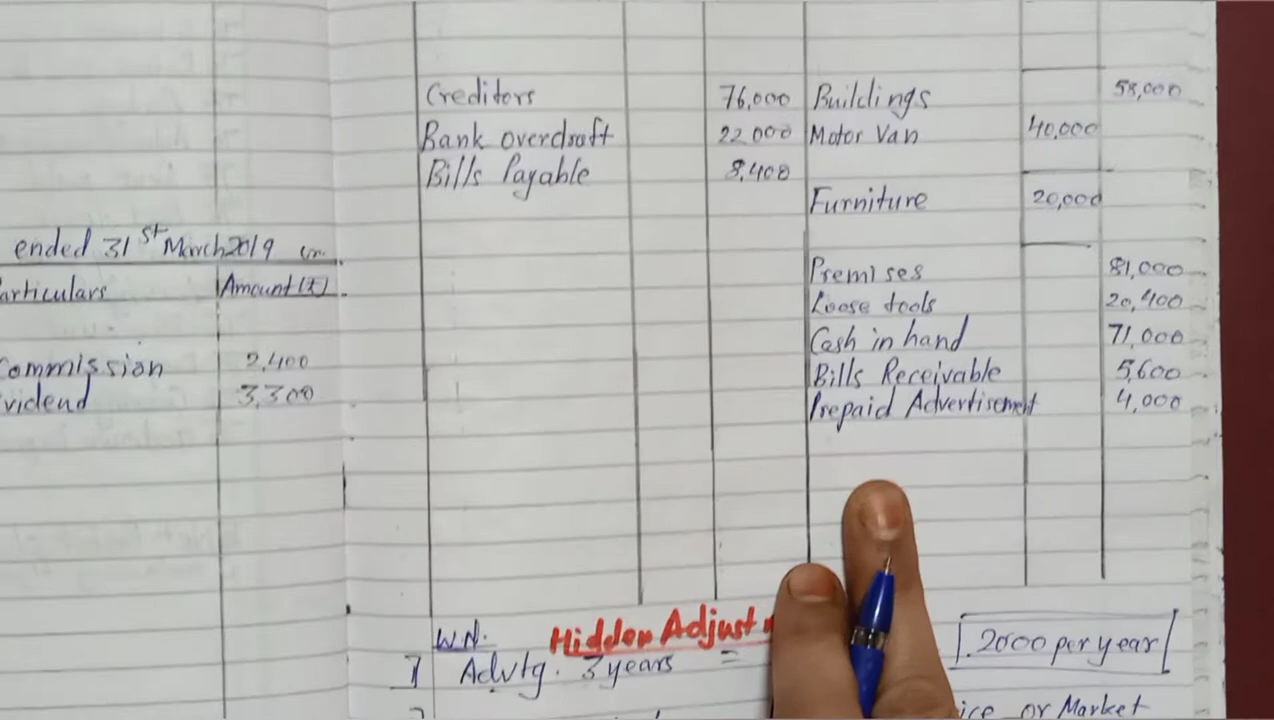 Creditors 76,000 Buildings 58,000
Bank overdraft 22,000 Motor Van 40,000
Bills Payable 8,400
Furniture 20,000
ended 31st March 2019
Premises 81,000
articulars Amount (₹)
Loose tools 20,400
Cash in hand 71,000
Commission 2,400
Bills Receivable 5,600
vidend 3,300
Prepaid Advertisement 4,000
W.N. Hidden Adjust
1 Advtg. 3 years = 2000 per year
ice or Market